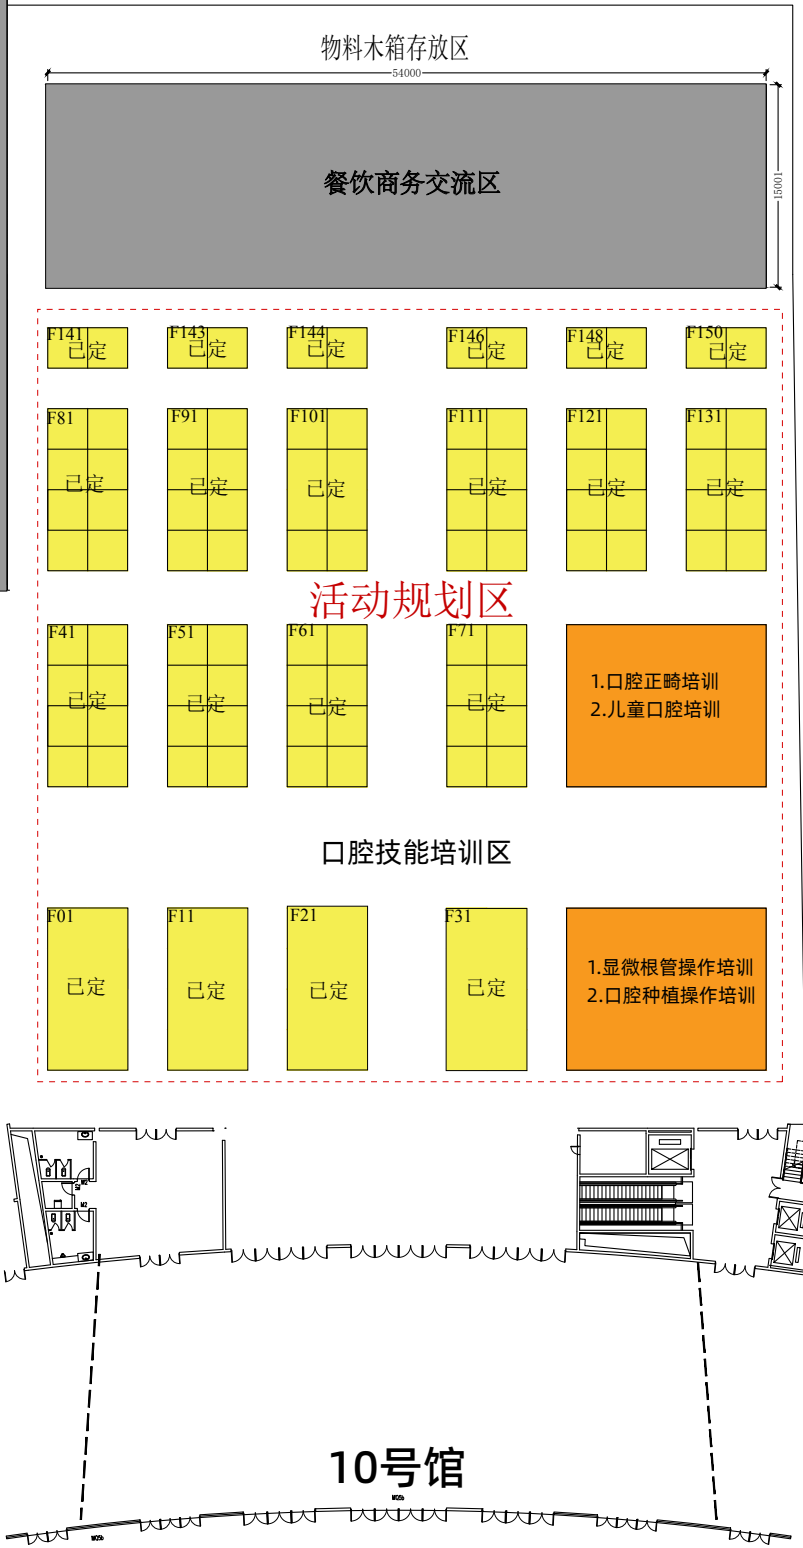 物料木箱存放区
54000
餐饮商务交流区
15001
F141
已定
F143
已定
F144
已定
F146
已定
F148
已定
F150
已定
F81
已定
F91
已定
F101
已定
F111
已定
F121
已定
F131
已定
活动规划区
F41
已定
F51
已定
F61
已定
F71
已定
1.口腔正畸培训
2.儿童口腔培训
口腔技能培训区
F01
已定
F11
已定
F21
已定
F31
已定
1.显微根管操作培训
2.口腔种植操作培训
10号馆